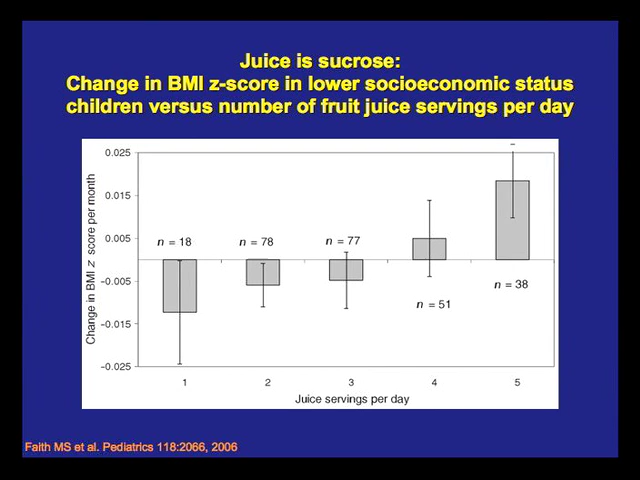 Juice is sucrose:
Change in BMI z-score in lower socioeconomic status
children versus number of fruit juice servings per day
Change in BMI z score per month
0.025
0.015
0.005
-0.005
-0.015
-0.025
n = 18
n = 78
n = 77
n = 51
n = 38
1
2
3
4
5
Juice servings per day
Faith MS et al. Pediatrics 118:2066, 2006